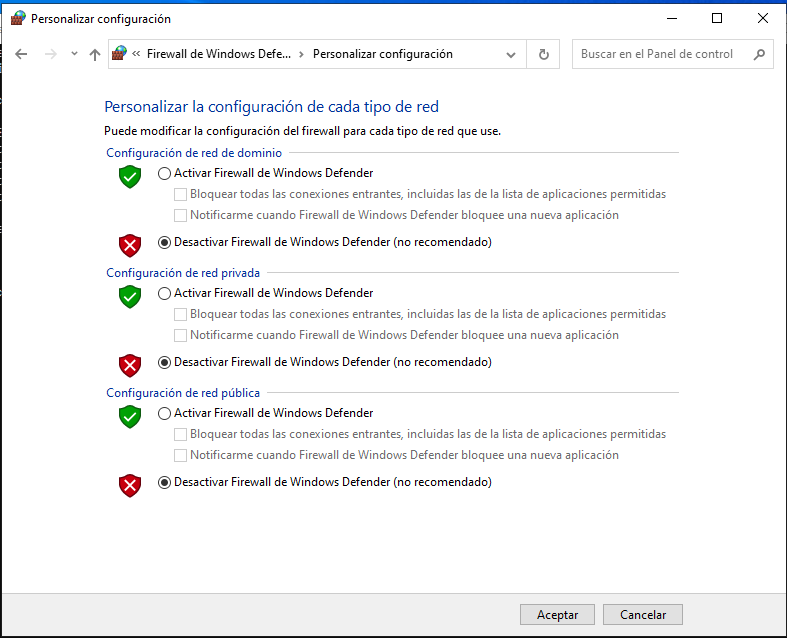 Personalizar configuración
« Firewall de Windows Defe... › Personalizar configuración
Buscar en el Panel de control
Personalizar la configuración de cada tipo de red
Puede modificar la configuración del firewall para cada tipo de red que use.
Configuración de red de dominio
Activar Firewall de Windows Defender
Bloquear todas las conexiones entrantes, incluidas las de la lista de aplicaciones permitidas
Notificarme cuando Firewall de Windows Defender bloquee una nueva aplicación
Desactivar Firewall de Windows Defender (no recomendado)
Configuración de red privada
Activar Firewall de Windows Defender
Bloquear todas las conexiones entrantes, incluidas las de la lista de aplicaciones permitidas
Notificarme cuando Firewall de Windows Defender bloquee una nueva aplicación
Desactivar Firewall de Windows Defender (no recomendado)
Configuración de red pública
Activar Firewall de Windows Defender
Bloquear todas las conexiones entrantes, incluidas las de la lista de aplicaciones permitidas
Notificarme cuando Firewall de Windows Defender bloquee una nueva aplicación
Desactivar Firewall de Windows Defender (no recomendado)
Aceptar
Cancelar